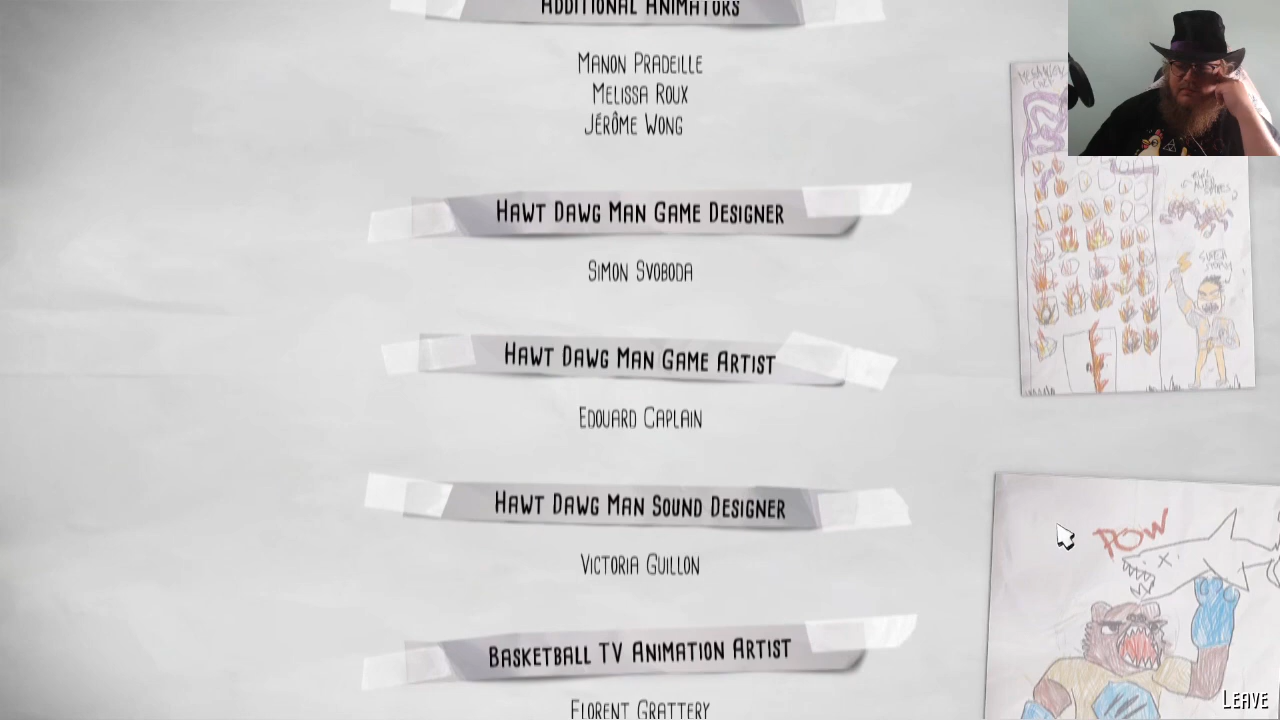 ADDITIONAL ANIMATORS
MANON PRADEILLE
MELISSA ROUX
JÉRÔME WONG
HAWT DAWG MAN GAME DESIGNER
SIMON SVOBODA
HAWT DAWG MAN GAME ARTIST
EDOUARD CAPLAIN
HAWT DAWG MAN SOUND DESIGNER
VICTORIA GUILLON
POW
BASKETBALL TV ANIMATION ARTIST
FLORENT GRATTERY
LEAVE